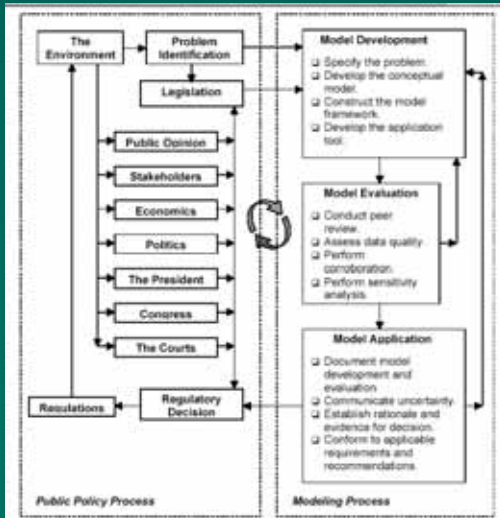 The
Environment
Problem
Identification
Legislation
Public Opinion
Stakeholders
Economics
Politics
The President
Congress
The Courts
Regulations
Regulatory
Decision
Public Policy Process
Model Development
❑ Specify the problem.
❑ Develop the conceptual
model.
❑ Construct the model
framework.
❑ Develop the application
tool.
Model Evaluation
❑ Conduct peer
review.
❑ Assess data quality.
❑ Perform
corroboration.
❑ Perform sensitivity
analysis.
Model Application
❑ Document model
development and
evaluation
❑ Communicate uncertainty.
❑ Establish rationale and
evidence for decision.
❑ Conform to applicable
requirements and
recommendations.
Modeling Process